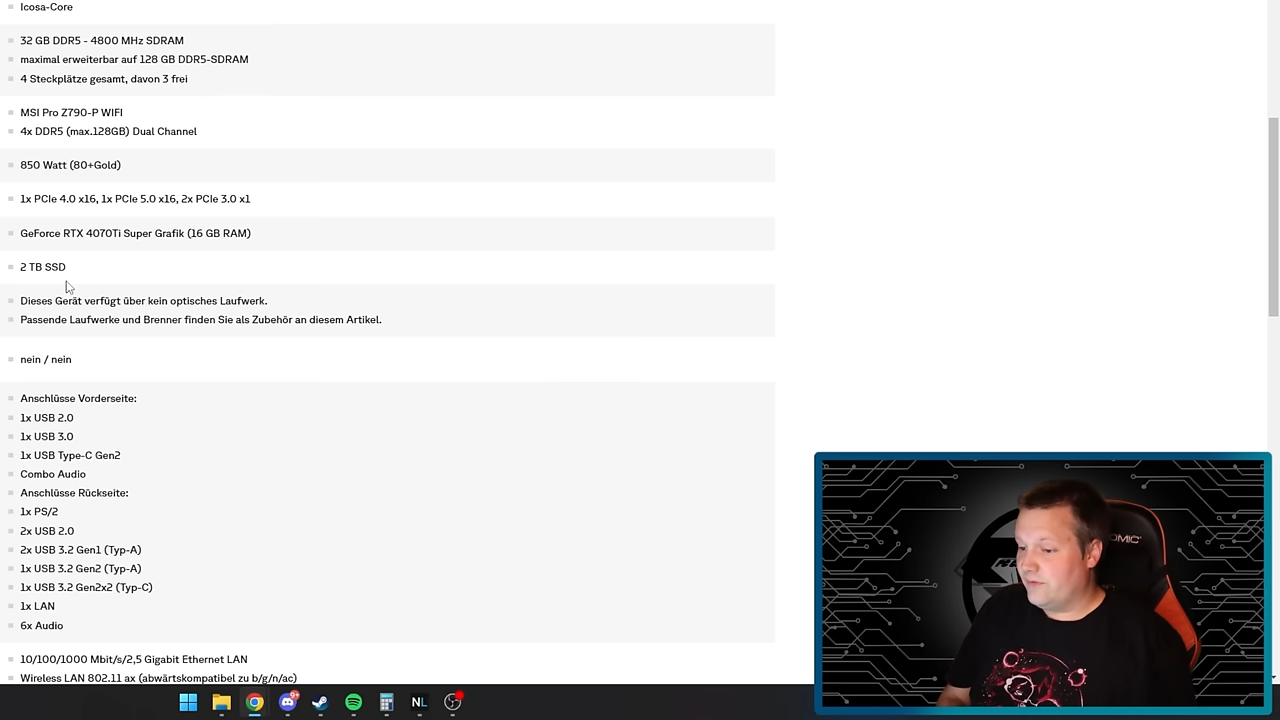 Icosa-Core
32 GB DDR5 - 4800 MHz SDRAM
maximal erweiterbar auf 128 GB DDR5-SDRAM
4 Steckplätze gesamt, davon 3 frei
MSI Pro Z790-P WIFI
4x DDR5 (max.128GB) Dual Channel
850 Watt (80+Gold)
1x PCIe 4.0 x16, 1x PCIe 5.0 x16, 2x PCIe 3.0 x1
GeForce RTX 4070Ti Super Grafik (16 GB RAM)
2 TB SSD
Dieses Gerät verfügt über kein optisches Laufwerk.
Passende Laufwerke und Brenner finden Sie als Zubehör an diesem Artikel.
nein / nein
Anschlüsse Vorderseite:
1x USB 2.0
1x USB 3.0
1x USB Type-C Gen2
Combo Audio
Anschlüsse Rückseite:
1x PS/2
2x USB 2.0
2x USB 3.2 Gen1 (Typ-A)
1x USB 3.2 Gen2 (Typ-A)
1x USB 3.2 Gen2x2 (Typ-C)
1x LAN
6x Audio
10/100/1000 Mbit/s/2.5 Gigabit Ethernet LAN
Wireless LAN 802.11 (abwärtskompatibel zu b/g/n/ac)
NL